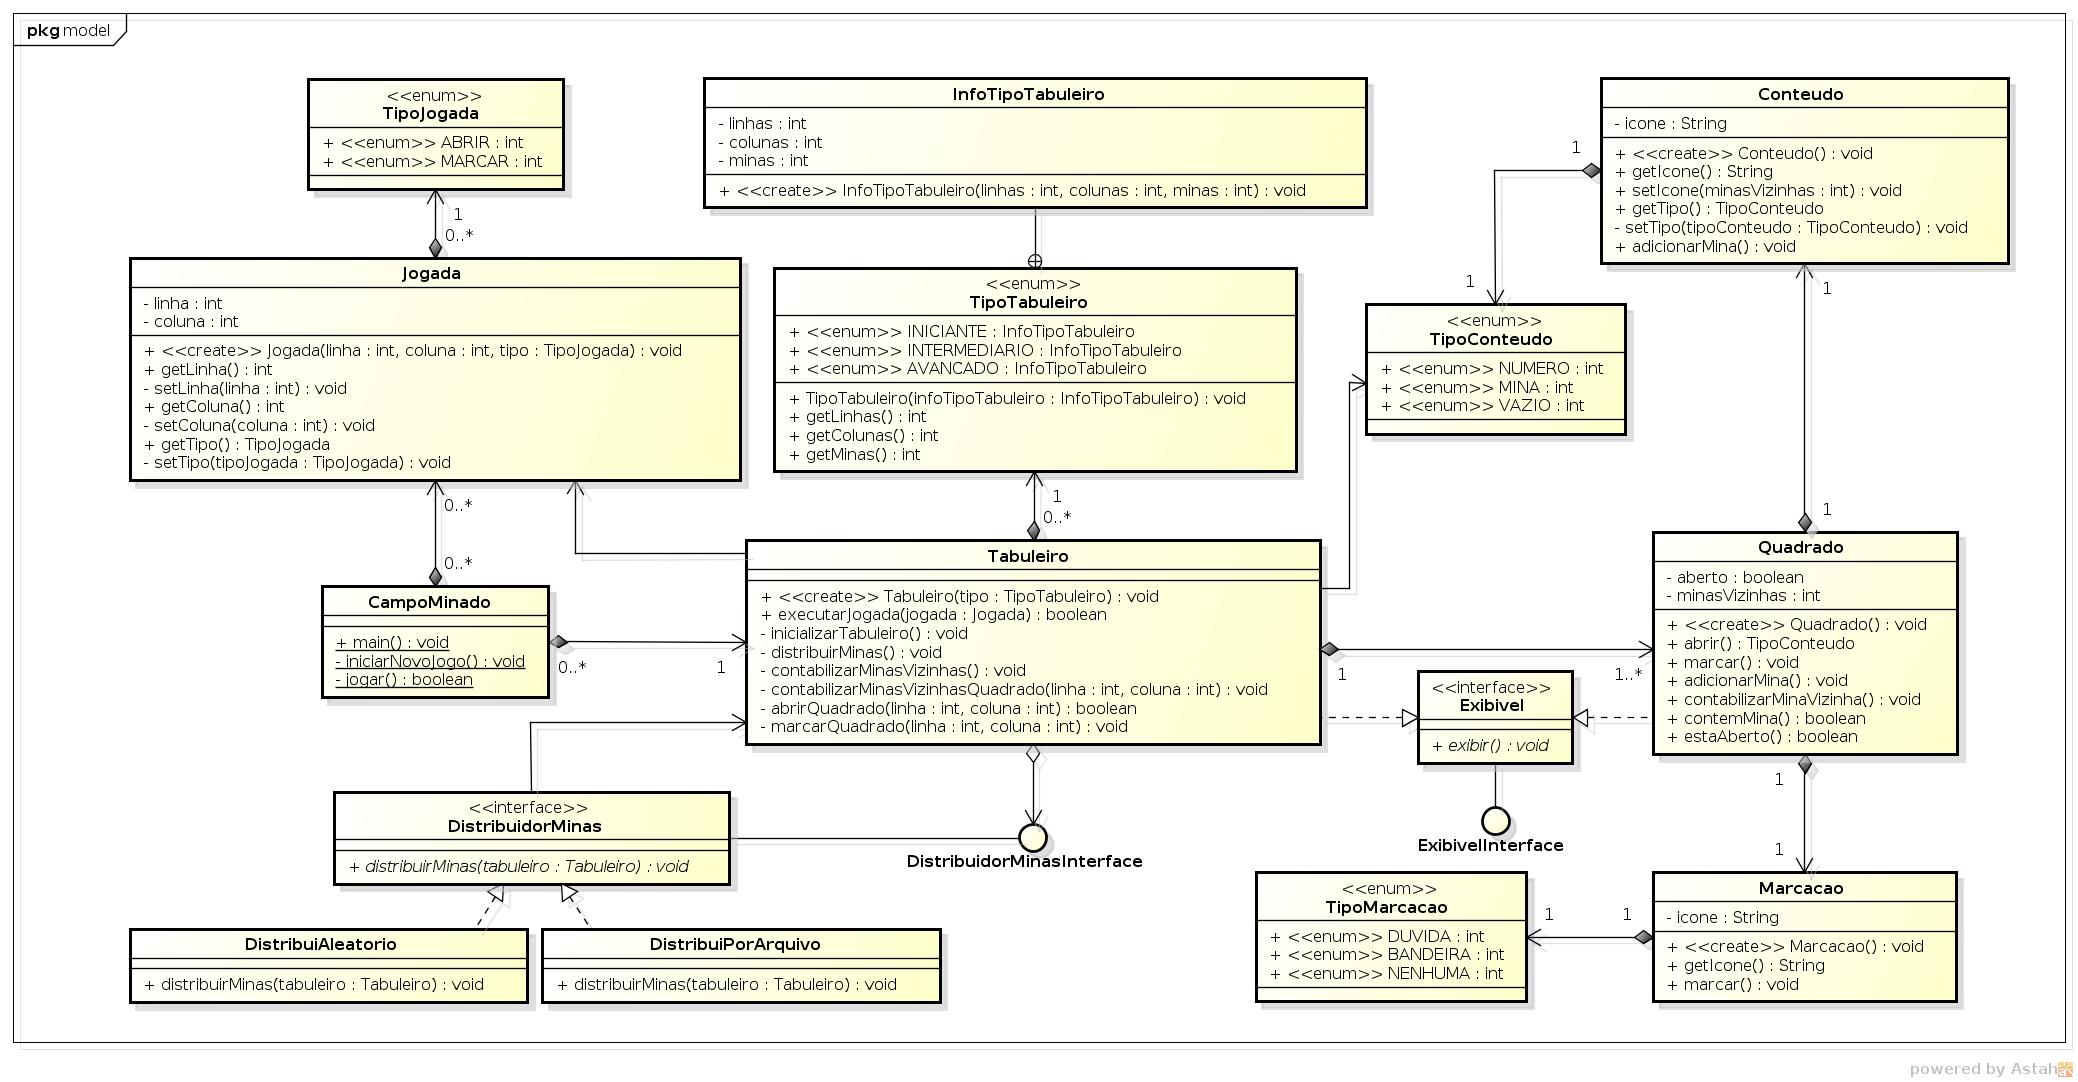 pkg model
<<enum>>
TipoJogada
+ <<enum>> ABRIR : int
+ <<enum>> MARCAR : int
InfoTipoTabuleiro
- linhas : int
- colunas : int
- minas : int
+ <<create>> InfoTipoTabuleiro(linhas : int, colunas : int, minas : int) : void
Conteudo
- icone : String
+ <<create>> Conteudo() : void
+ getIcone() : String
+ setIcone(minasVizinhas : int) : void
+ getTipo() : TipoConteudo
- setTipo(tipoConteudo : TipoConteudo) : void
+ adicionarMina() : void
1
1
1
0..*
Jogada
- linha : int
- coluna : int
+ <<create>> Jogada(linha : int, coluna : int, tipo : TipoJogada) : void
+ getLinha() : int
- setLinha(linha : int) : void
+ getColuna() : int
- setColuna(coluna : int) : void
+ getTipo() : TipoJogada
- setTipo(tipoJogada : TipoJogada) : void
<<enum>>
TipoTabuleiro
+ <<enum>> INICIANTE : InfoTipoTabuleiro
+ <<enum>> INTERMEDIARIO : InfoTipoTabuleiro
+ <<enum>> AVANCADO : InfoTipoTabuleiro
+ TipoTabuleiro(infoTipoTabuleiro : InfoTipoTabuleiro) : void
+ getLinhas() : int
+ getColunas() : int
+ getMinas() : int
<<enum>>
TipoConteudo
+ <<enum>> NUMERO : int
+ <<enum>> MINA : int
+ <<enum>> VAZIO : int
1
1
0..*
0..*
1
0..*
CampoMinado
+ main() : void
- iniciarNovoJogo() : void
- jogar() : boolean
0..*
1
Tabuleiro
+ <<create>> Tabuleiro(tipo : TipoTabuleiro) : void
+ executarJogada(jogada : Jogada) : boolean
- inicializarTabuleiro() : void
- distribuirMinas() : void
- contabilizarMinasVizinhas() : void
- contabilizarMinasVizinhasQuadrado(linha : int, coluna : int) : void
- abrirQuadrado(linha : int, coluna : int) : boolean
- marcarQuadrado(linha : int, coluna : int) : void
1
1..*
Quadrado
- aberto : boolean
- minasVizinhas : int
+ <<create>> Quadrado() : void
+ abrir() : TipoConteudo
+ marcar() : void
+ adicionarMina() : void
+ contabilizarMinaVizinha() : void
+ contemMina() : boolean
+ estaAberto() : boolean
<<interface>>
Exibivel
+ exibir() : void
ExibivelInterface
<<interface>>
DistribuidorMinas
+ distribuirMinas(tabuleiro : Tabuleiro) : void
DistribuidorMinasInterface
1
1
DistribuiAleatorio
+ distribuirMinas(tabuleiro : Tabuleiro) : void
DistribuiPorArquivo
+ distribuirMinas(tabuleiro : Tabuleiro) : void
<<enum>>
TipoMarcacao
+ <<enum>> DUVIDA : int
+ <<enum>> BANDEIRA : int
+ <<enum>> NENHUMA : int
1
1
Marcacao
- icone : String
+ <<create>> Marcacao() : void
+ getIcone() : String
+ marcar() : void
powered by Astah